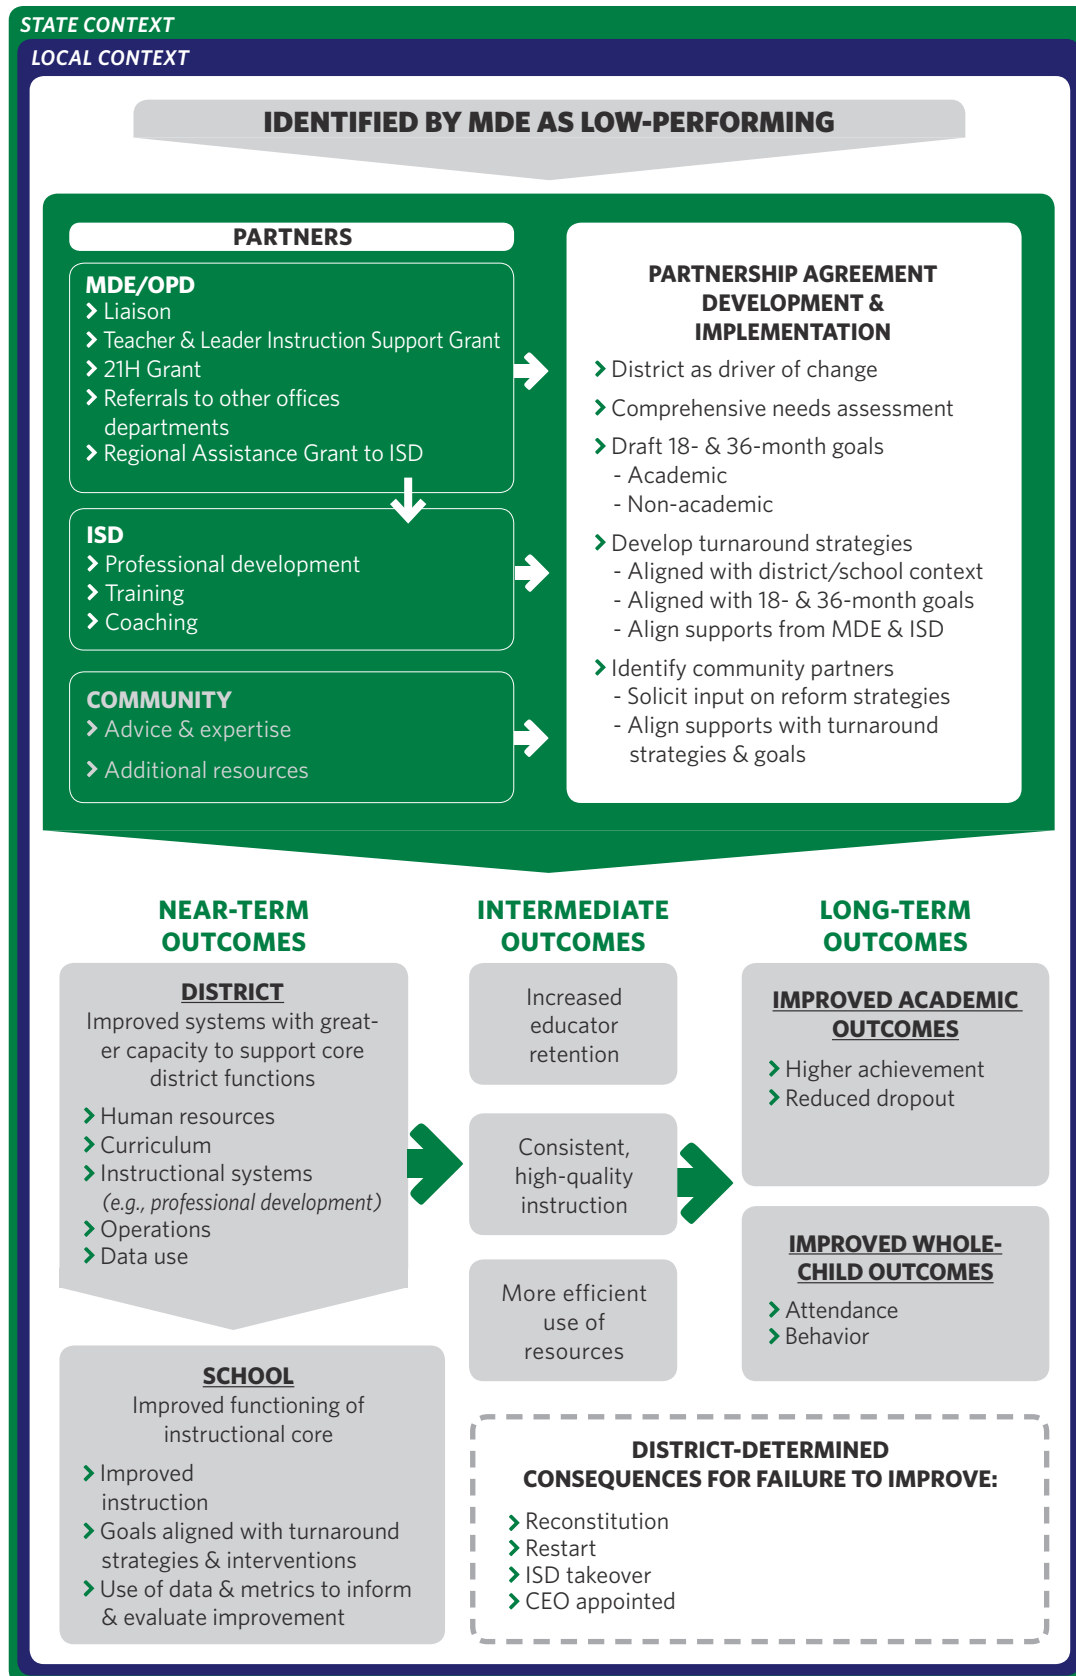 STATE CONTEXT
LOCAL CONTEXT
IDENTIFIED BY MDE AS LOW-PERFORMING
PARTNERS
MDE/OPD
Liaison
Teacher & Leader Instruction Support Grant
21H Grant
Referrals to other offices
departments
Regional Assistance Grant to ISD
ISD
Professional development
Training
Coaching
COMMUNITY
Advice & expertise
Additional resources
PARTNERSHIP AGREEMENT
DEVELOPMENT &
IMPLEMENTATION
District as driver of change
Comprehensive needs assessment
Draft 18- & 36-month goals
- Academic
- Non-academic
Develop turnaround strategies
- Aligned with district/school context
- Aligned with 18- & 36-month goals
- Align supports from MDE & ISD
Identify community partners
- Solicit input on reform strategies
- Align supports with turnaround
strategies & goals
NEAR-TERM
OUTCOMES
DISTRICT
Improved systems with great-
er capacity to support core
district functions
Human resources
Curriculum
Instructional systems
(e.g., professional development)
Operations
Data use
SCHOOL
Improved functioning of
instructional core
Improved
instruction
Goals aligned with turnaround
strategies & interventions
Use of data & metrics to inform
& evaluate improvement
INTERMEDIATE
OUTCOMES
Increased
educator
retention
Consistent,
high-quality
instruction
More efficient
use of
resources
LONG-TERM
OUTCOMES
IMPROVED ACADEMIC
OUTCOMES
Higher achievement
Reduced dropout
IMPROVED WHOLE-
CHILD OUTCOMES
Attendance
Behavior
DISTRICT-DETERMINED
CONSEQUENCES FOR FAILURE TO IMPROVE:
Reconstitution
Restart
ISD takeover
CEO appointed